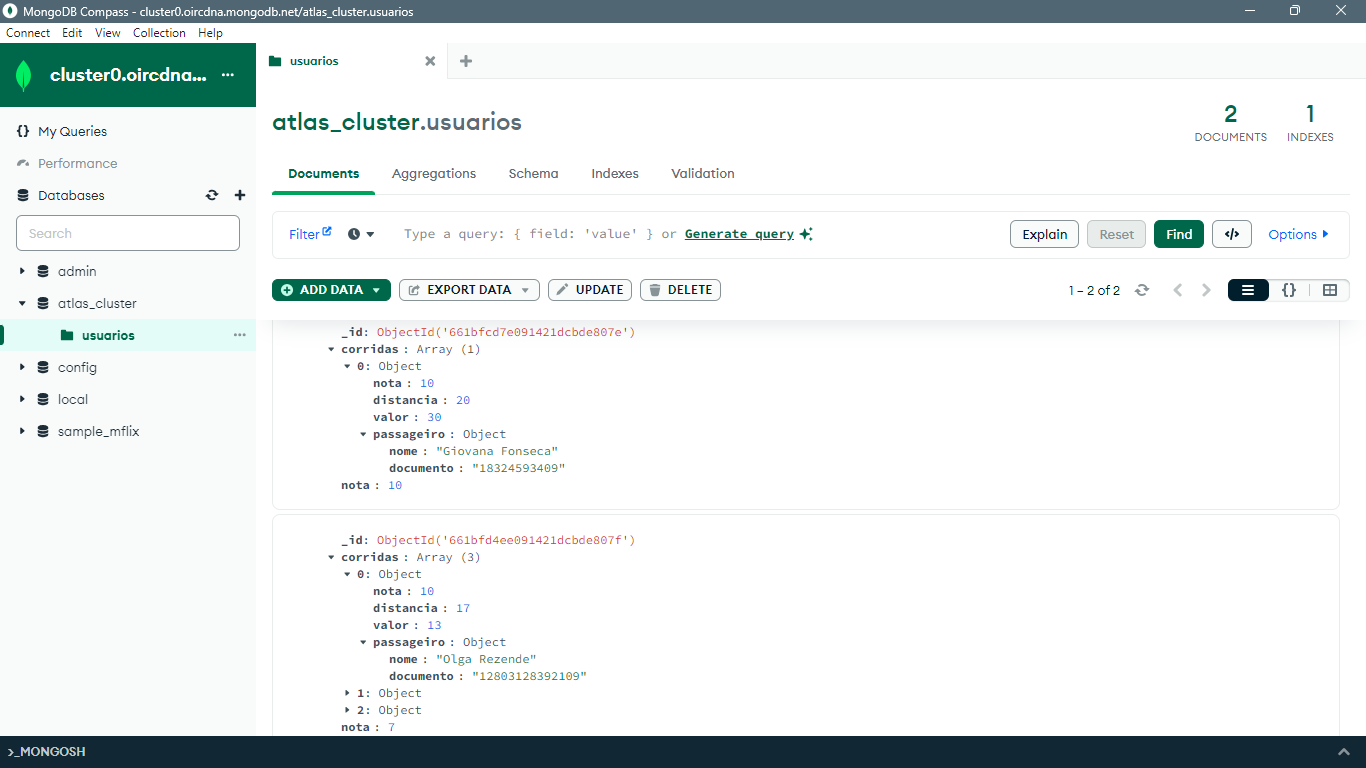 MongoDB Compass - cluster0.oircdna.mongodb.net/atlas_cluster.usuarios
Connect Edit View Collection Help
cluster0.oircdna... ...
usuarios
{} My Queries
Performance
Databases
Search
admin
atlas_cluster
usuarios ...
config
local
sample_mflix
atlas_cluster.usuarios
2
DOCUMENTS
1
INDEXES
Documents Aggregations Schema Indexes Validation
Filter Type a query: { field: 'value' } or Generate query Explain Reset Find </> Options
ADD DATA EXPORT DATA UPDATE DELETE 1 – 2 of 2 {}
_id: ObjectId('661bfcd7e091421dcbde807e')
corridas : Array (1)
0: Object
nota : 10
distancia : 20
valor : 30
passageiro : Object
nome : "Giovana Fonseca"
documento : "18324593409"
nota : 10
_id: ObjectId('661bfd4ee091421dcbde807f')
corridas : Array (3)
0: Object
nota : 10
distancia : 17
valor : 13
passageiro : Object
nome : "Olga Rezende"
documento : "12803128392109"
1: Object
2: Object
nota : 7
>_MONGOSH